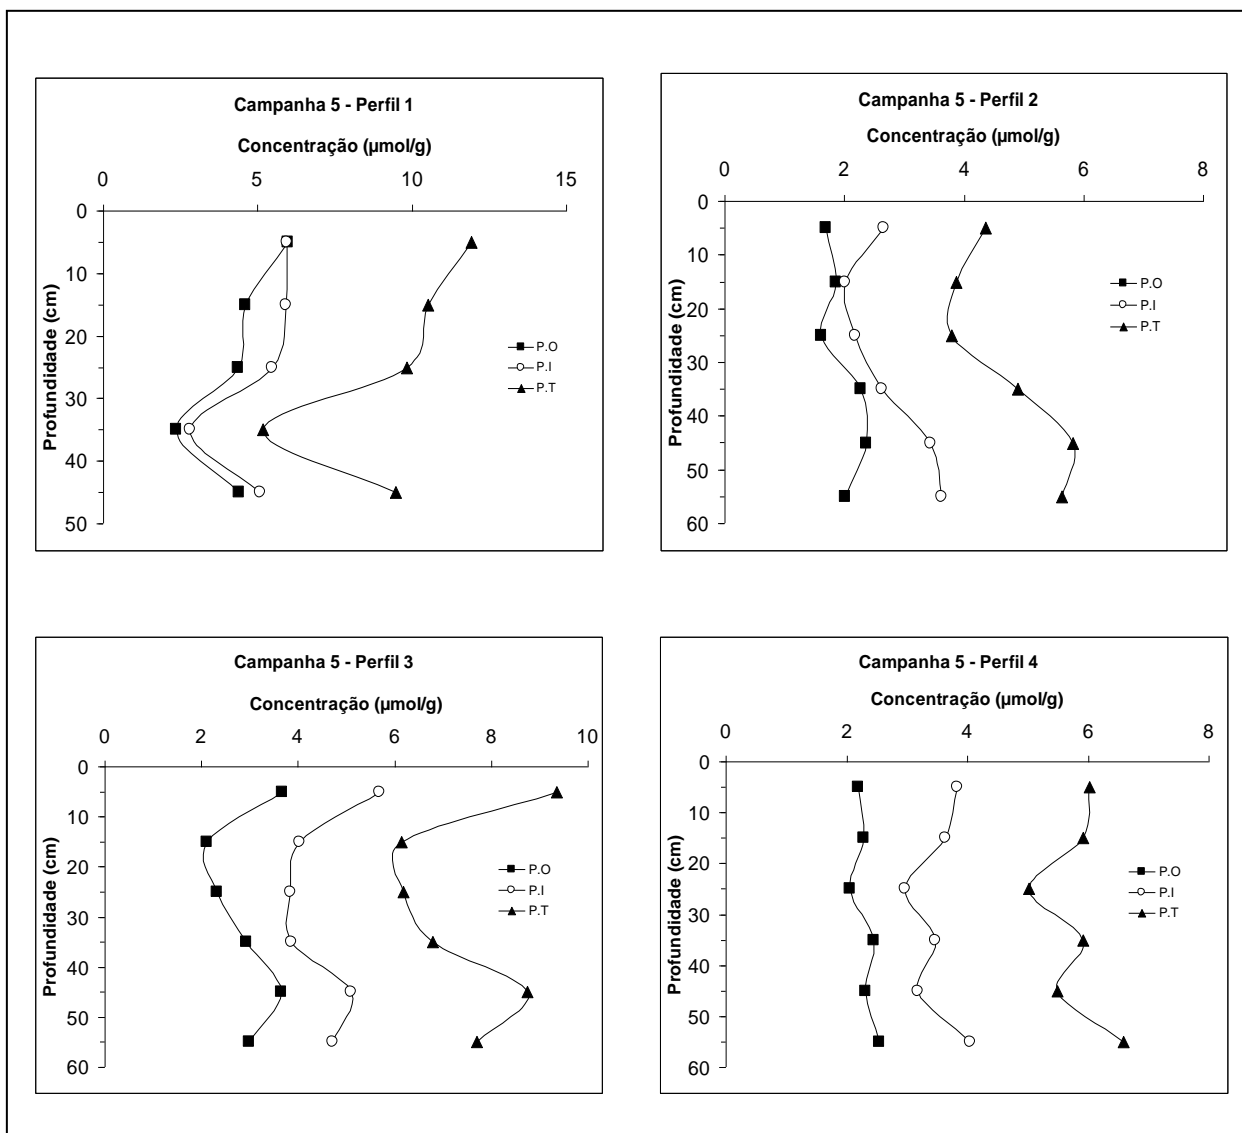 Campanha 5 - Perfil 1
Concentração (µmol/g)
0 5 10 15
0
10
20
30
40
50
Profundidade (cm)
P.O
P.I
P.T
Campanha 5 - Perfil 2
Concentração (µmol/g)
0 2 4 6 8
0
10
20
30
40
50
60
Profundidade (cm)
P.O
P.I
P.T
Campanha 5 - Perfil 3
Concentração (µmol/g)
0 2 4 6 8 10
0
10
20
30
40
50
60
Profundidade (cm)
P.O
P.I
P.T
Campanha 5 - Perfil 4
Concentração (µmol/g)
0 2 4 6 8
0
10
20
30
40
50
60
Profundidade (cm)
P.O
P.I
P.T